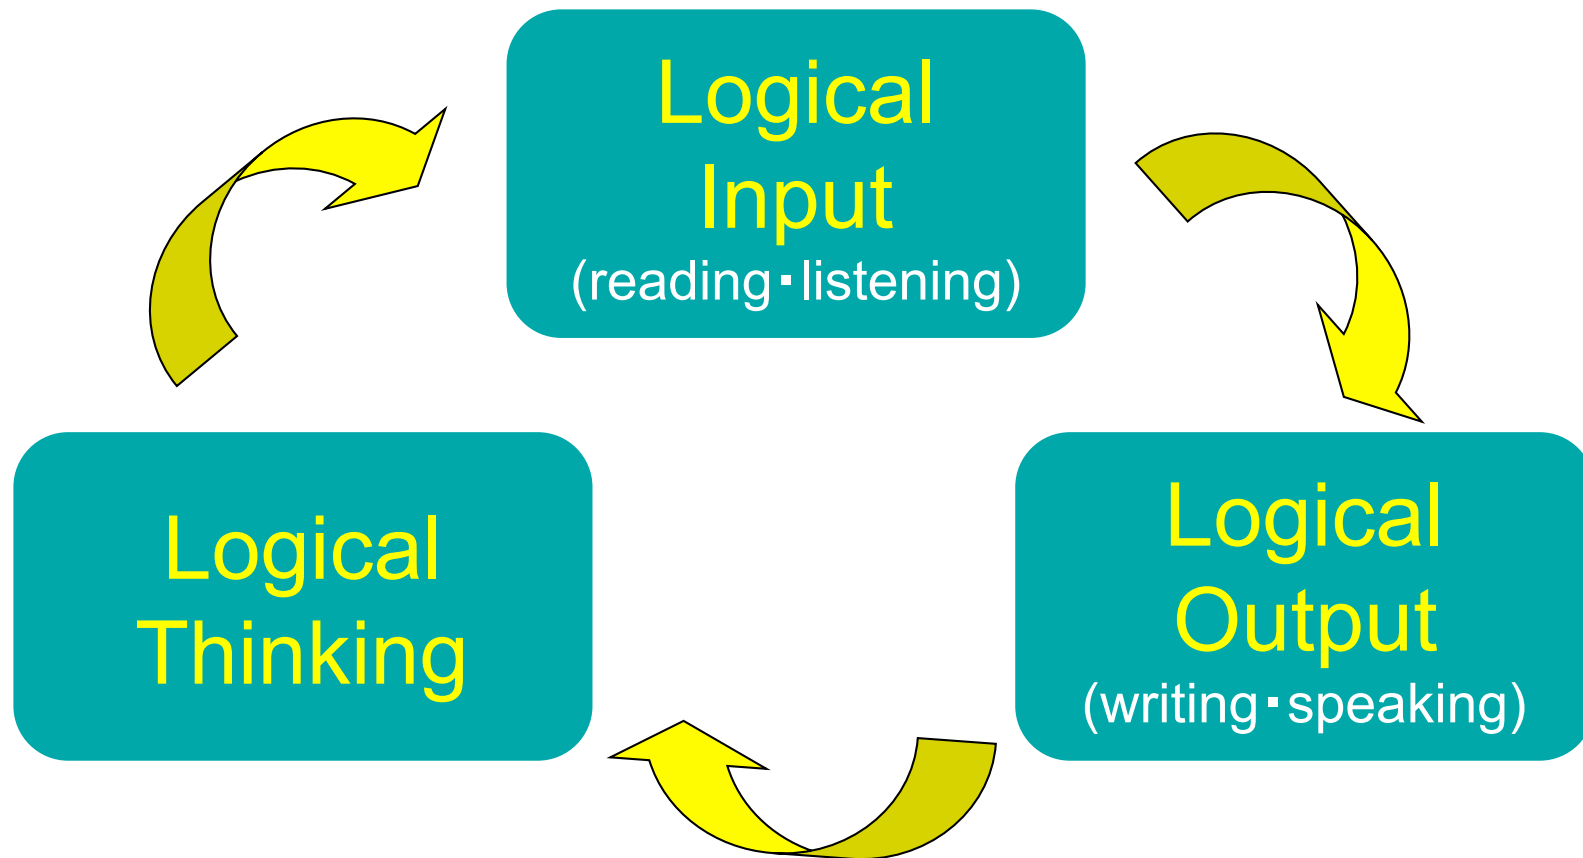 Logical
Input
(reading・listening)
Logical
Thinking
Logical
Output
(writing・speaking)